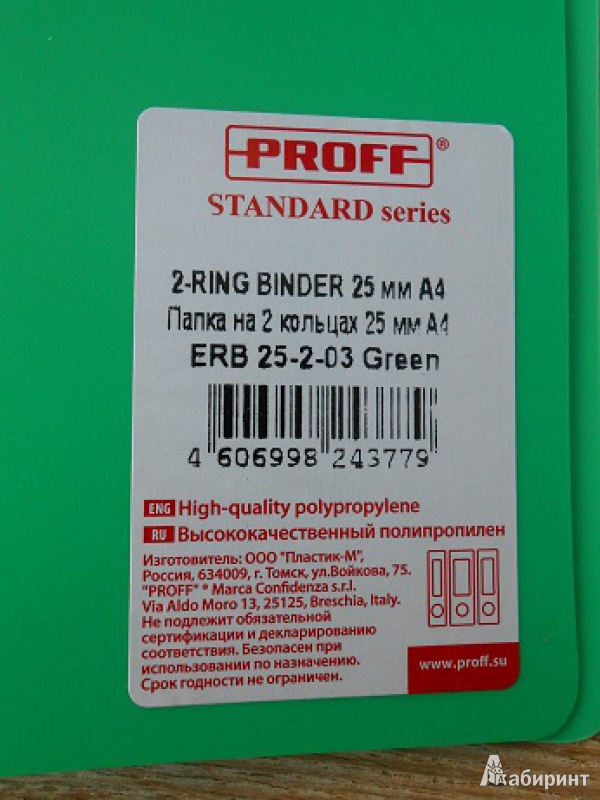 PROFF®
STANDARD series
2-RING BINDER 25 мм A4
Папка на 2 кольцах 25 мм A4
ERB 25-2-03 Green
4 606998 243779
ENG High-quality polypropylene
RU Высококачественный полипропилен
Изготовитель: ООО "Пластик-М",
Россия, 634009, г. Томск, ул.Войкова, 75.
"PROFF" ® Marca Confidenza s.r.l.
Via Aldo Moro 13, 25125, Breschia, Italy.
Не подлежит обязательной
сертификации и декларированию
соответствия. Безопасен при
использовании по назначению.
Срок годности не ограничен.
www.proff.su
Лабиринт